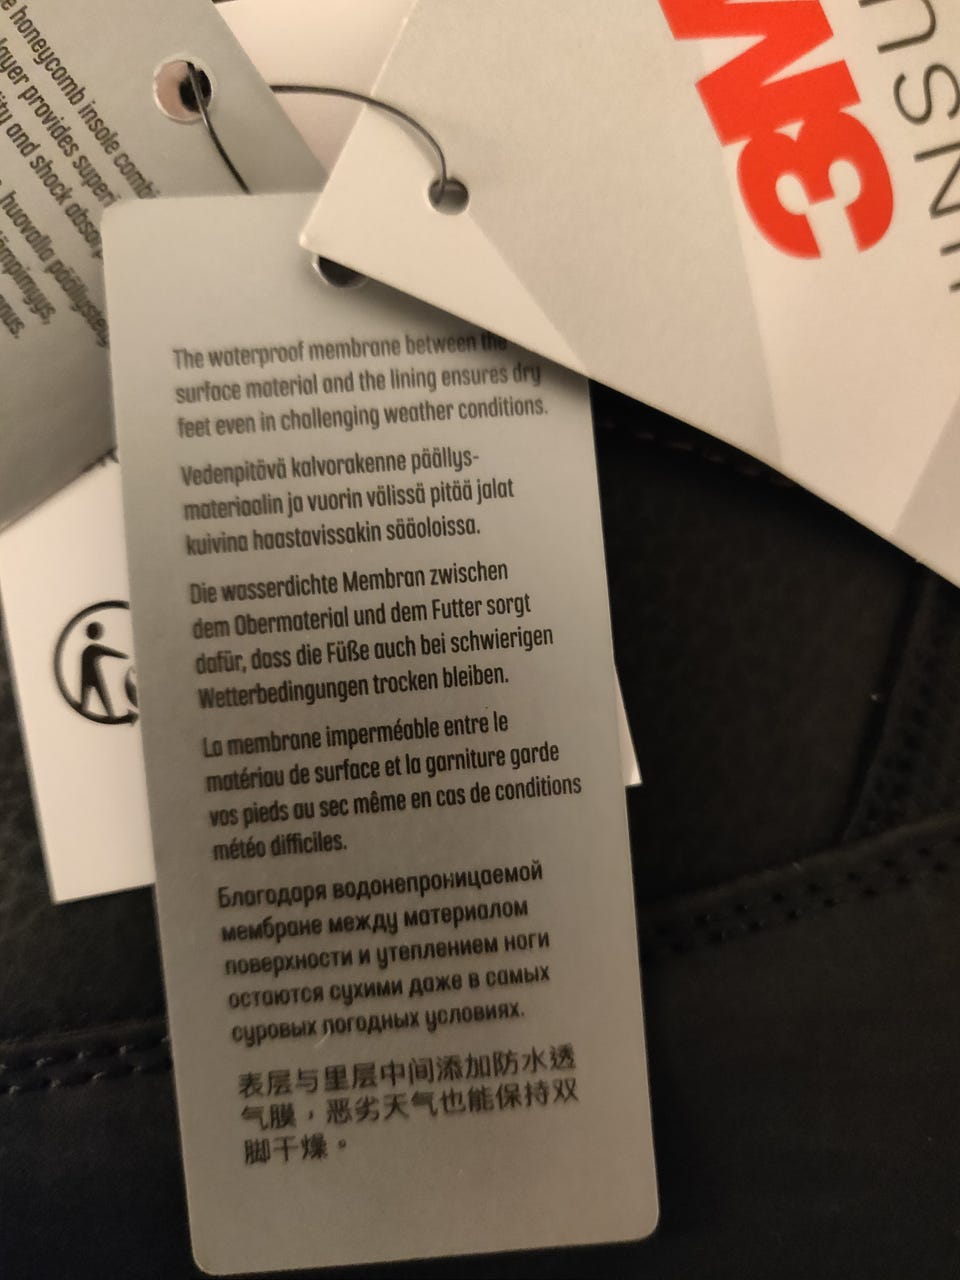 honeycomb insole
layer provides
ity and shock
huovalla
The waterproof membrane between the
surface material and the lining ensures dry
feet even in challenging weather conditions.
Vedenpitävä kalvorakenne päällys-
materiaalin ja vuorin välissä pitää jalat
kuivina haastavissakin sääoloissa.
Die wasserdichte Membran zwischen
dem Obermaterial und dem Futter sorgt
dafür, dass die Füße auch bei schwierigen
Wetterbedingungen trocken bleiben.
La membrane imperméable entre le
matériau de surface et la garniture garde
vos pieds au sec même en cas de conditions
météo difficiles.
Благодаря водонепроницаемой
мембране между материалом
поверхности и утеплением ноги
остаются сухими даже в самых
суровых погодных условиях.
表层与里层中间添加防水透
气膜，恶劣天气也能保持双
脚干燥。
3M